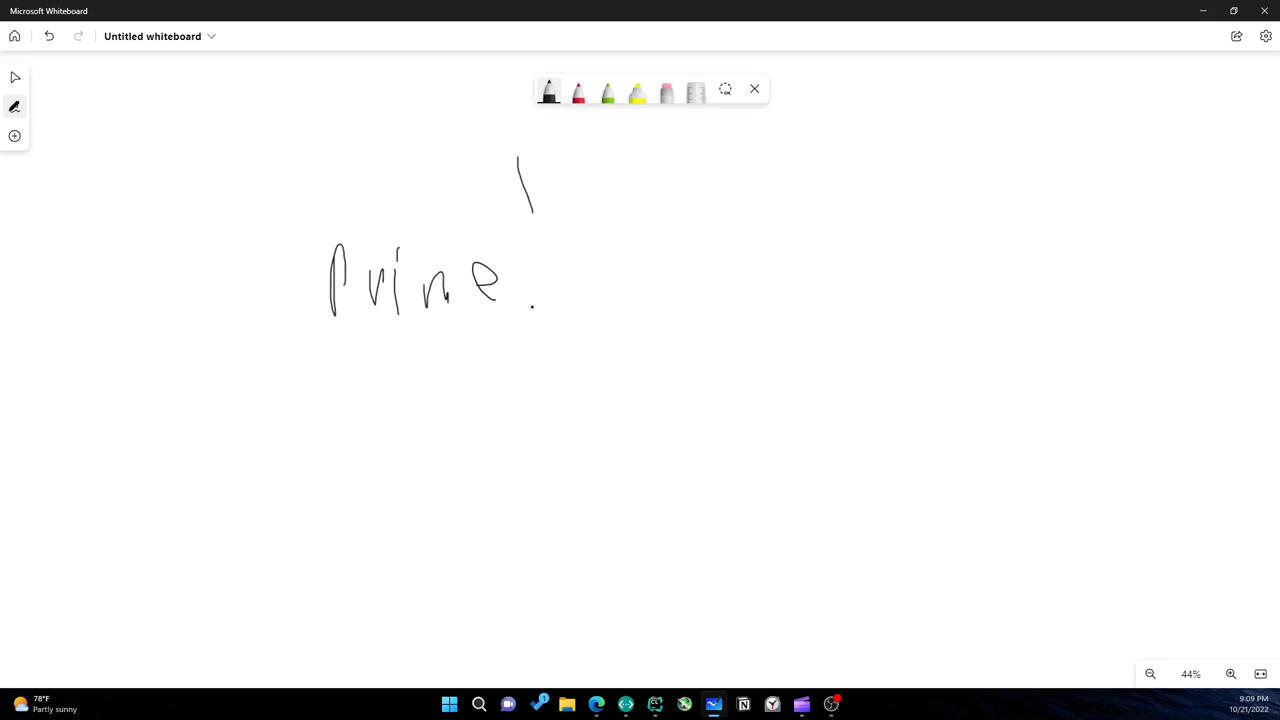 Microsoft Whiteboard
Untitled whiteboard
Prime
44%
78°F
Partly sunny
9:09 PM
10/21/2022